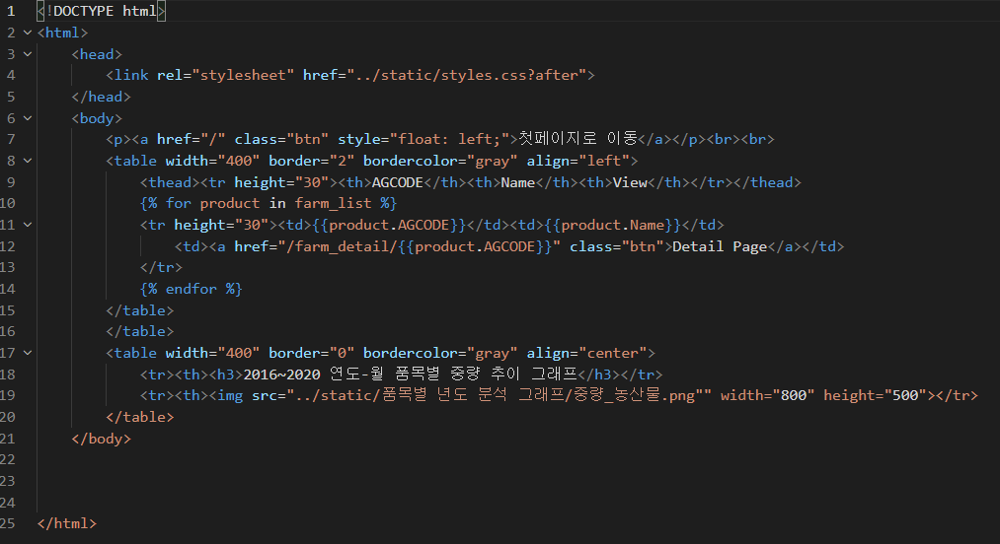 1 <!DOCTYPE html>
2 <html>
3     <head>
4         <link rel="stylesheet" href="../static/styles.css?after">
5     </head>
6     <body>
7         <p><a href="/" class="btn" style="float: left;">첫페이지로 이동</a></p><br><br>
8         <table width="400" border="2" bordercolor="gray" align="left">
9             <thead><tr height="30"><th>AGCODE</th><th>Name</th><th>View</th></tr></thead>
10             {% for product in farm_list %}
11             <tr height="30"><td>{{product.AGCODE}}</td><td>{{product.Name}}</td>
12                 <td><a href="/farm_detail/{{product.AGCODE}}" class="btn">Detail Page</a></td>
13             </tr>
14             {% endfor %}
15         </table>
16         </table>
17         <table width="400" border="0" bordercolor="gray" align="center">
18             <tr><th><h3>2016~2020 연도-월 품목별 중량 추이 그래프</h3></tr>
19             <tr><th><img src="../static/품목별 년도 분석 그래프/중량_농산물.png"" width="800" height="500"></tr>
20         </table>
21     </body>
22
23
24
25 </html>